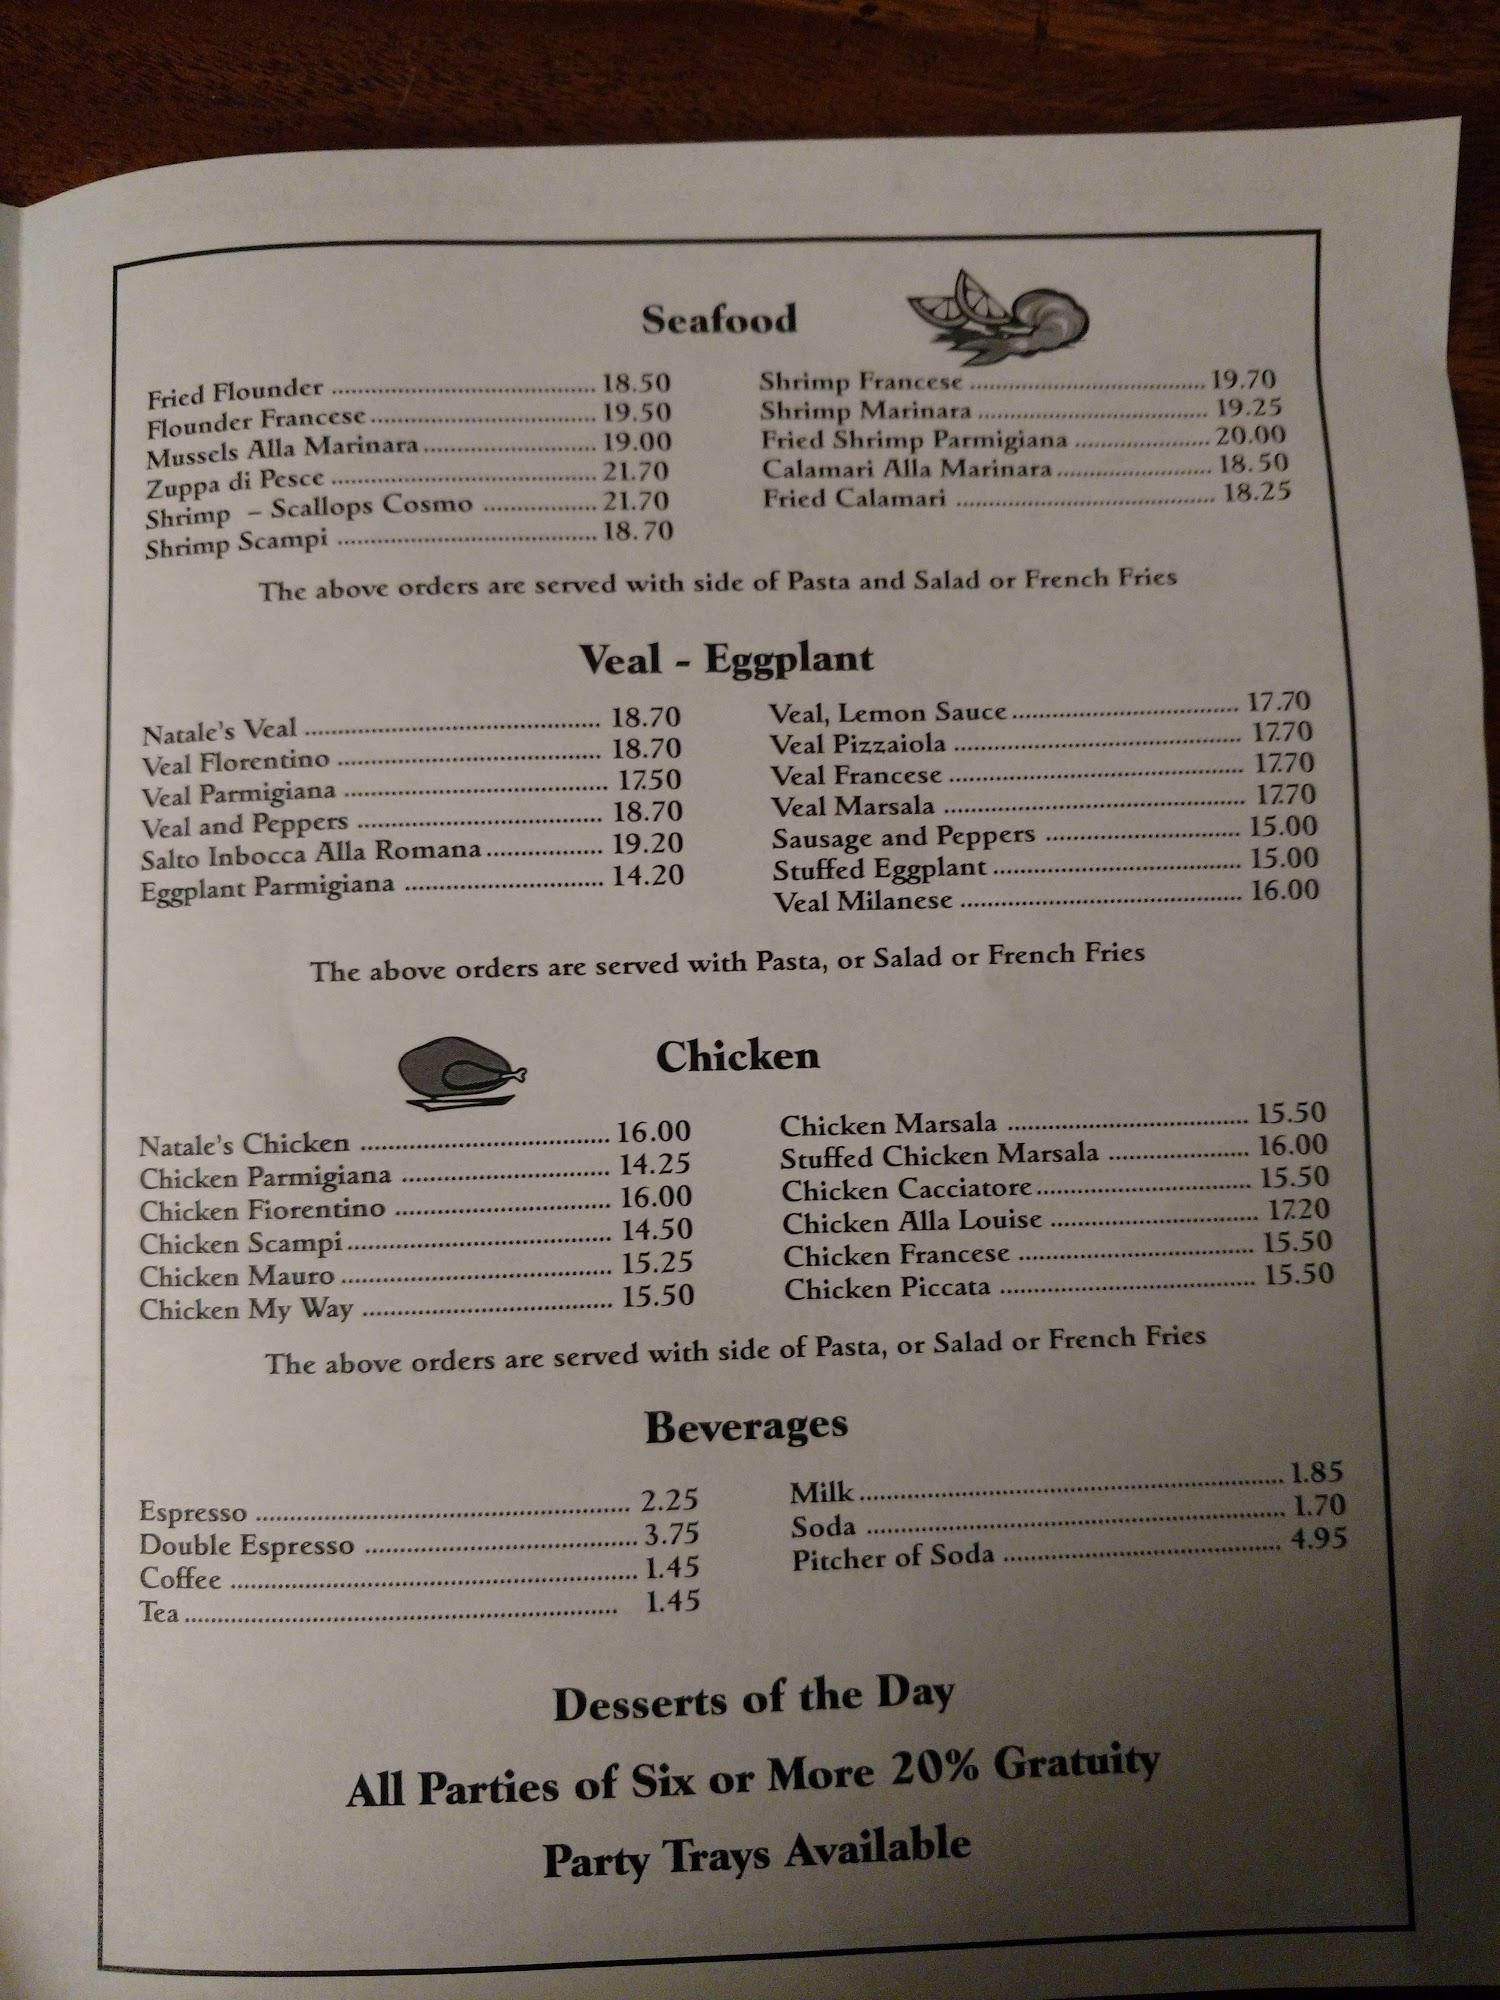 Seafood
Fried Flounder ........ 18.50
Flounder Francese ........ 19.50
Mussels Alla Marinara ........ 19.00
Zuppa di Pesce ........ 21.70
Shrimp – Scallops Cosmo ........ 21.70
Shrimp Scampi ........ 18.70
Shrimp Francese ........ 19.70
Shrimp Marinara ........ 19.25
Fried Shrimp Parmigiana ........ 20.00
Calamari Alla Marinara ........ 18.50
Fried Calamari ........ 18.25
The above orders are served with side of Pasta and Salad or French Fries
Veal - Eggplant
Natale's Veal ........ 18.70
Veal Florentino ........ 18.70
Veal Parmigiana ........ 17.50
Veal and Peppers ........ 18.70
Salto Inbocca Alla Romana ........ 19.20
Eggplant Parmigiana ........ 14.20
Veal, Lemon Sauce ........ 17.70
Veal Pizzaiola ........ 17.70
Veal Francese ........ 17.70
Veal Marsala ........ 17.70
Sausage and Peppers ........ 15.00
Stuffed Eggplant ........ 15.00
Veal Milanese ........ 16.00
The above orders are served with Pasta, or Salad or French Fries
Chicken
Natale's Chicken ........ 16.00
Chicken Parmigiana ........ 14.25
Chicken Fiorentino ........ 16.00
Chicken Scampi ........ 14.50
Chicken Mauro ........ 15.25
Chicken My Way ........ 15.50
Chicken Marsala ........ 15.50
Stuffed Chicken Marsala ........ 16.00
Chicken Cacciatore ........ 15.50
Chicken Alla Louise ........ 17.20
Chicken Francese ........ 15.50
Chicken Piccata ........ 15.50
The above orders are served with side of Pasta, or Salad or French Fries
Beverages
Espresso ........ 2.25
Double Espresso ........ 3.75
Coffee ........ 1.45
Tea ........ 1.45
Milk ........ 1.85
Soda ........ 1.70
Pitcher of Soda ........ 4.95
Desserts of the Day
All Parties of Six or More 20% Gratuity
Party Trays Available